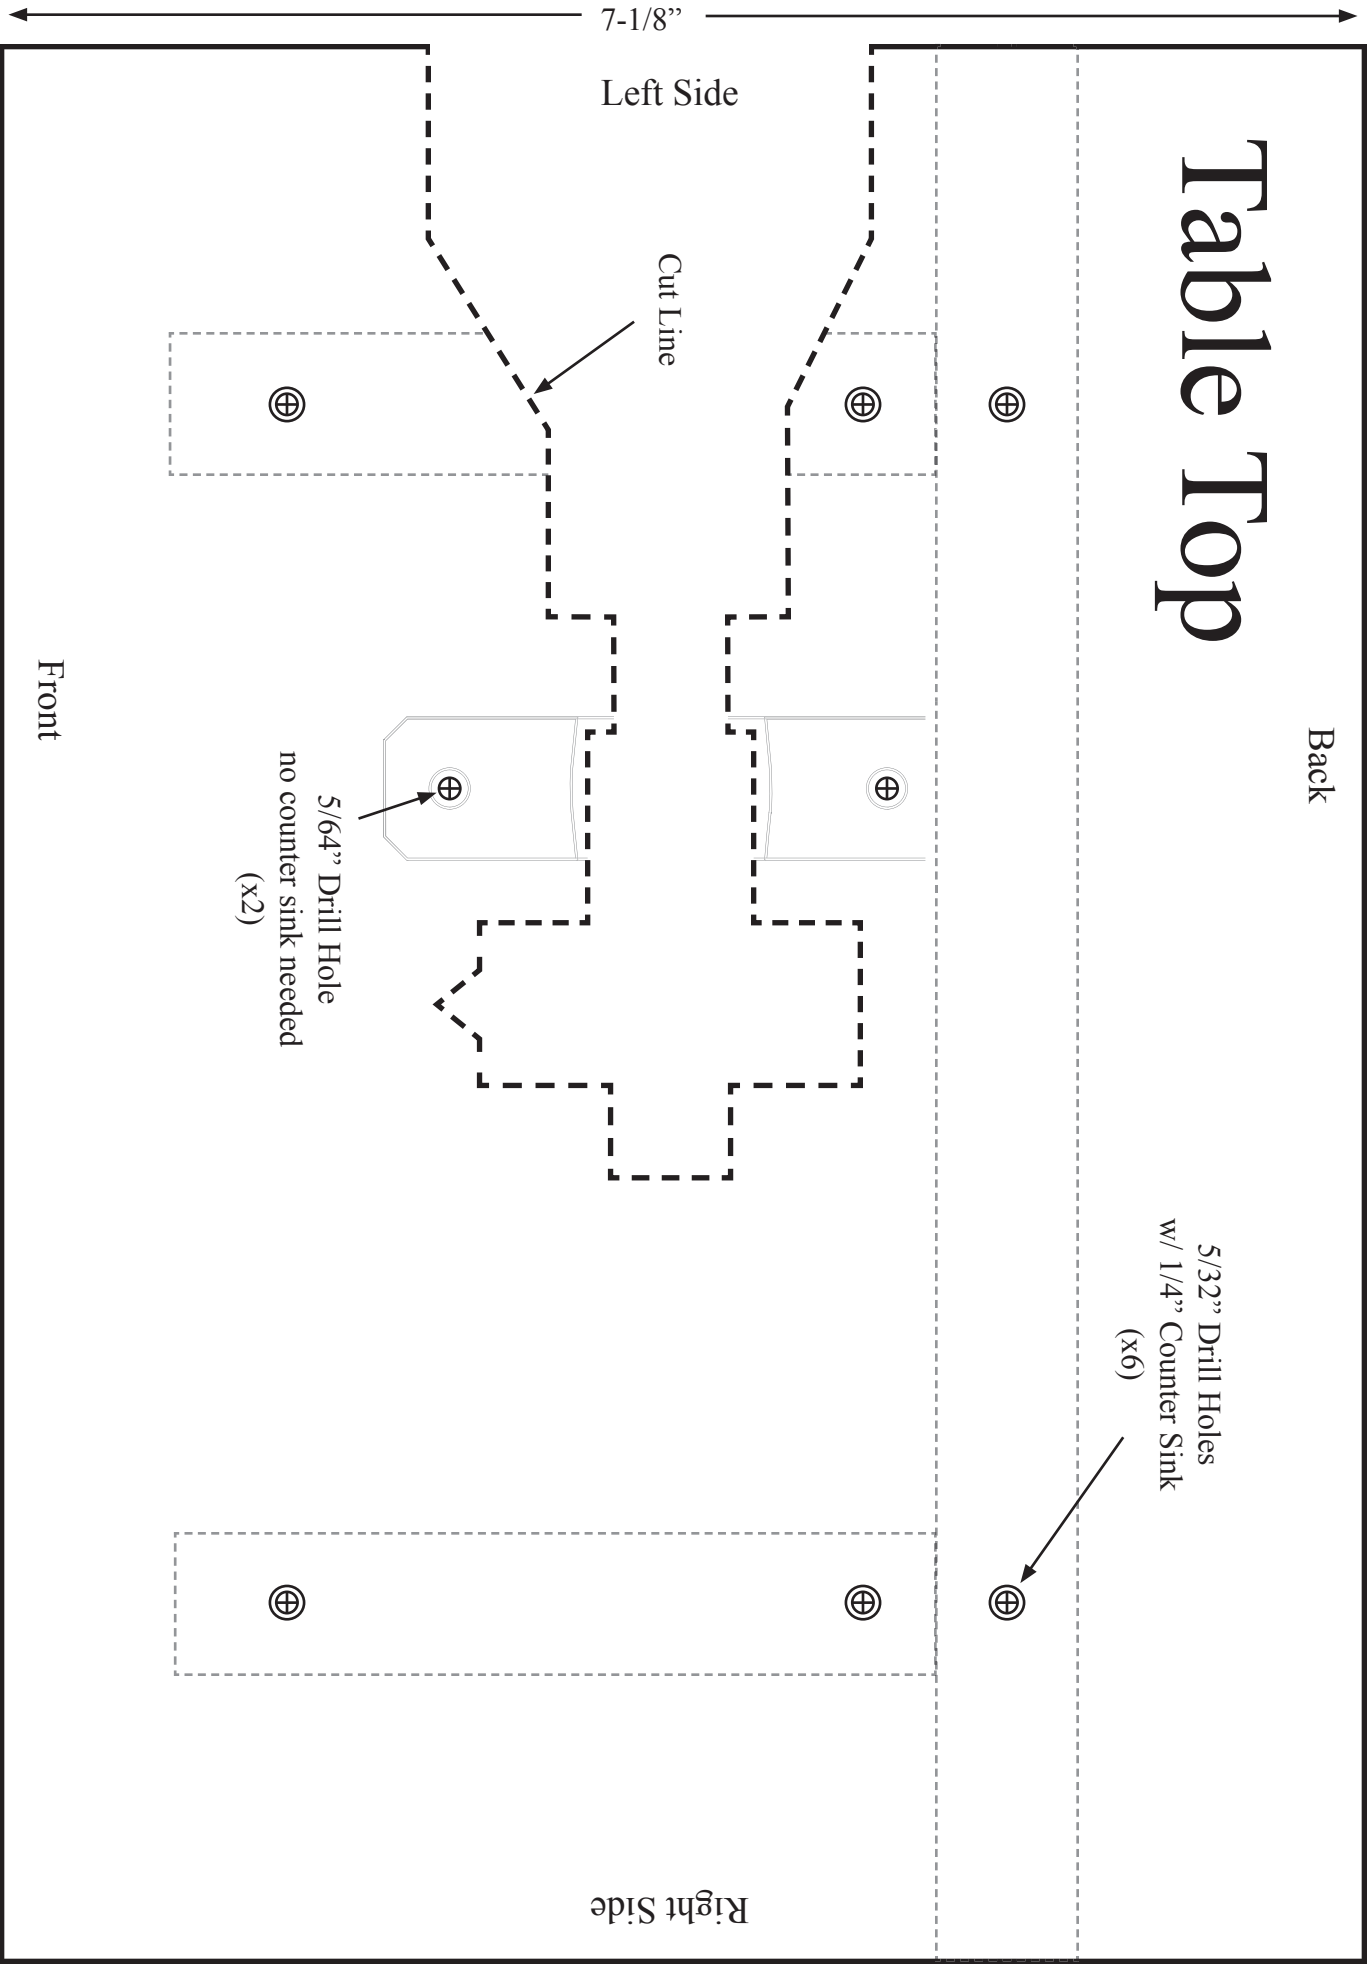 7-1/8”
Left Side
Table Top
Cut Line
Back
Front
5/64” Drill Hole
no counter sink needed
(x2)
5/32” Drill Holes
w/ 1/4” Counter Sink
(x6)
Right Side